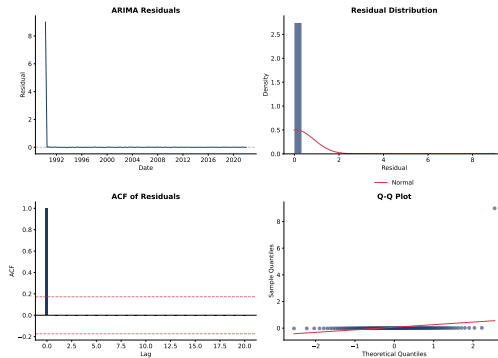 ARIMA Residuals
Residual
8
6
4
2
0
1992 1996 2000 2004 2008 2012 2016 2020
Date
Residual Distribution
Density
2.5
2.0
1.5
1.0
0.5
0.0
0 2 4 6 8
Residual
Normal
ACF of Residuals
ACF
1.0
0.8
0.6
0.4
0.2
0.0
−0.2
0.0 2.5 5.0 7.5 10.0 12.5 15.0 17.5 20.0
Lag
Q-Q Plot
Sample Quantiles
8
6
4
2
0
−2 −1 0 1 2
Theoretical Quantiles